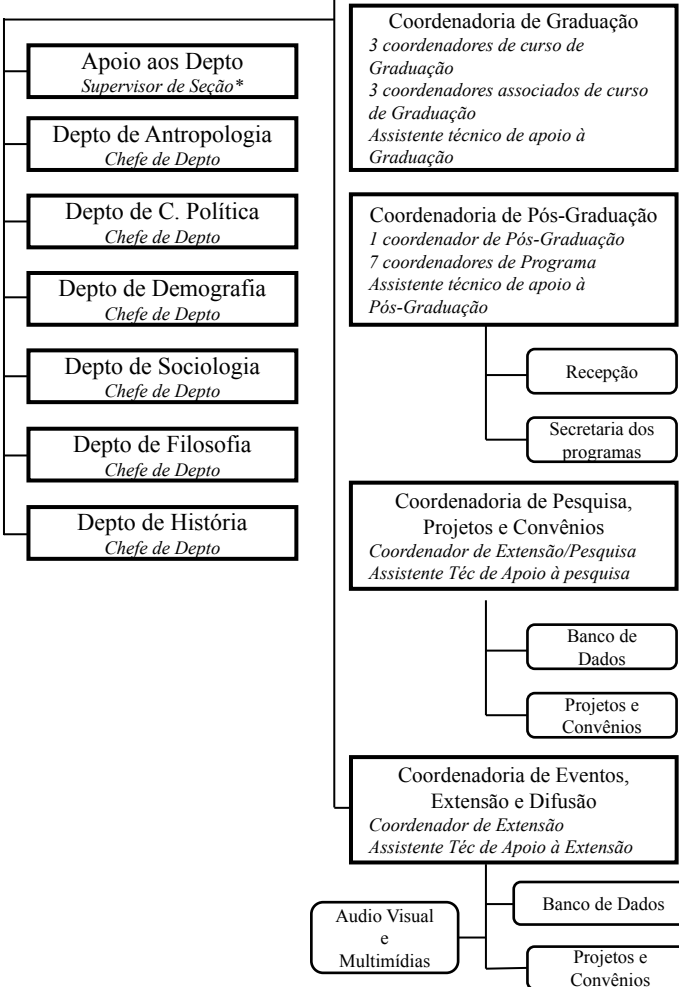 Apoio aos Depto
Supervisor de Seção*
Depto de Antropologia
Chefe de Depto
Depto de C. Política
Chefe de Depto
Depto de Demografia
Chefe de Depto
Depto de Sociologia
Chefe de Depto
Depto de Filosofia
Chefe de Depto
Depto de História
Chefe de Depto
Coordenadoria de Graduação
3 coordenadores de curso de
Graduação
3 coordenadores associados de curso
de Graduação
Assistente técnico de apoio à
Graduação
Coordenadoria de Pós-Graduação
1 coordenador de Pós-Graduação
7 coordenadores de Programa
Assistente técnico de apoio à
Pós-Graduação
Recepção
Secretaria dos
programas
Coordenadoria de Pesquisa,
Projetos e Convênios
Coordenador de Extensão/Pesquisa
Assistente Téc de Apoio à pesquisa
Banco de
Dados
Projetos e
Convênios
Coordenadoria de Eventos,
Extensão e Difusão
Coordenador de Extensão
Assistente Téc de Apoio à Extensão
Audio Visual
e
Multimídias
Banco de Dados
Projetos e
Convênios